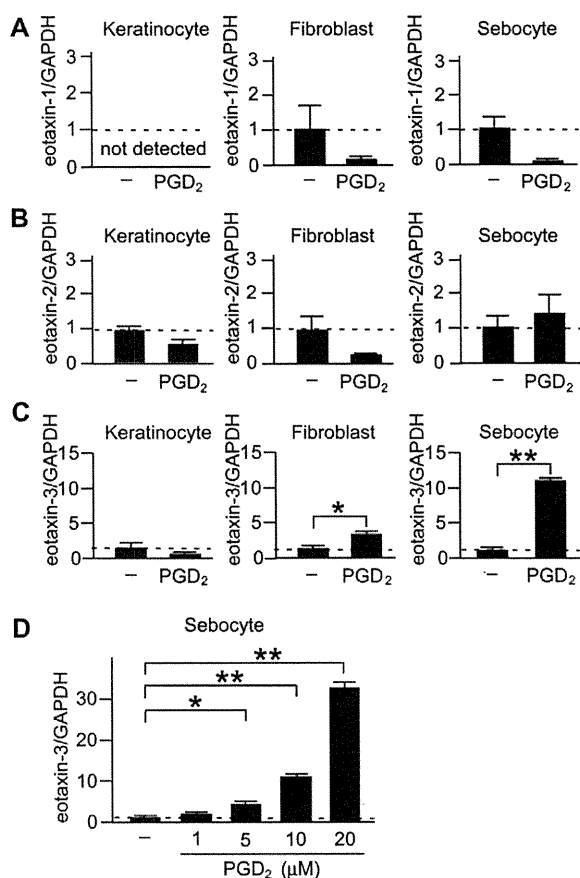 A
Keratinocyte
Fibroblast
Sebocyte
eotaxin-1/GAPDH
3
2
1
0
not detected
– PGD₂
eotaxin-1/GAPDH
3
2
1
0
– PGD₂
eotaxin-1/GAPDH
3
2
1
0
– PGD₂
B
Keratinocyte
Fibroblast
Sebocyte
eotaxin-2/GAPDH
3
2
1
0
– PGD₂
eotaxin-2/GAPDH
3
2
1
0
– PGD₂
eotaxin-2/GAPDH
3
2
1
0
– PGD₂
C
Keratinocyte
Fibroblast
Sebocyte
eotaxin-3/GAPDH
15
10
5
0
– PGD₂
eotaxin-3/GAPDH
15
10
5
0
*
– PGD₂
eotaxin-3/GAPDH
15
10
5
0
**
– PGD₂
D
Sebocyte
eotaxin-3/GAPDH
30
20
10
0
**
**
*
– 1 5 10 20
PGD₂ (μM)